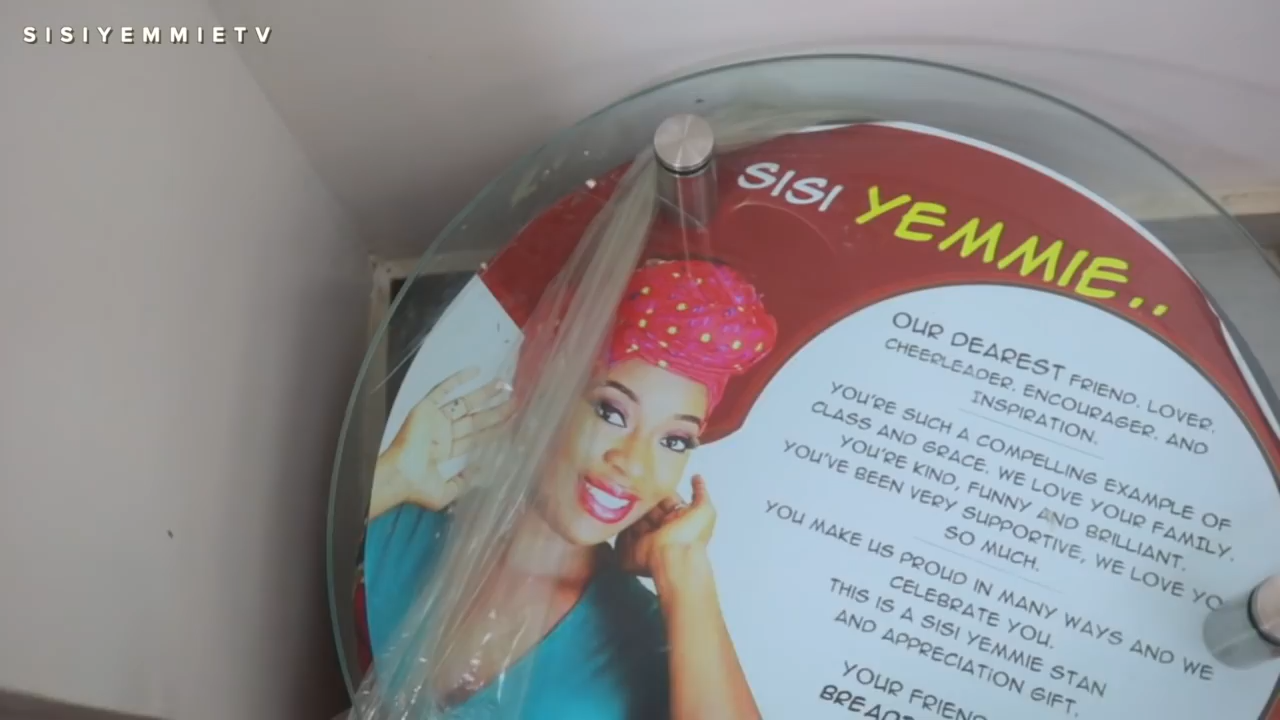 SISIYEMMIETV
SISI YEMMIE..
OUR DEAREST FRIEND, LOVER,
CHEERLEADER, ENCOURAGER, AND
INSPIRATION.
YOU'RE SUCH A COMPELLING EXAMPLE OF
CLASS AND GRACE. WE LOVE YOUR FAMILY.
YOU'RE KIND, FUNNY AND BRILLIANT.
YOU'VE BEEN VERY SUPPORTIVE, WE LOVE YO
SO MUCH.
YOU MAKE US PROUD IN MANY WAYS AND WE
CELEBRATE YOU.
THIS IS A SISI YEMMIE STAN
AND APPRECIATION GIFT.
YOUR FRIEND